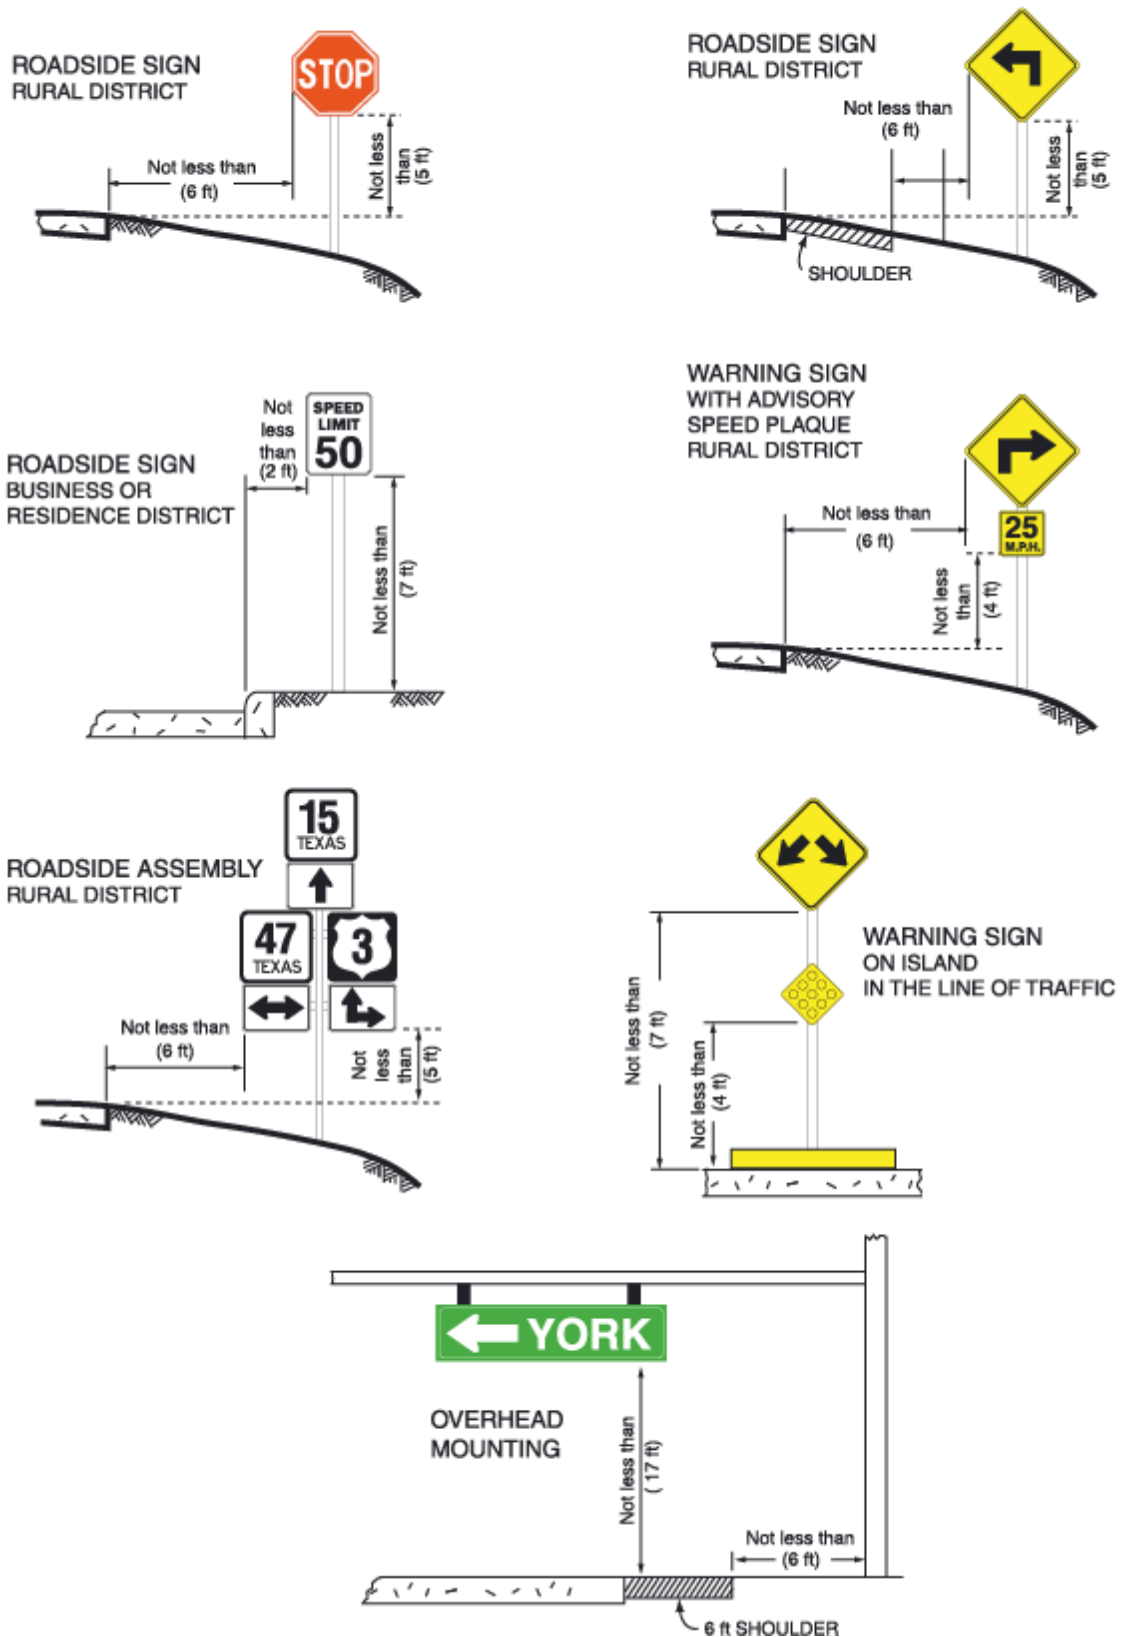 ROADSIDE SIGN
RURAL DISTRICT
STOP
Not less than
(6 ft)
Not less
than
(5 ft)
ROADSIDE SIGN
RURAL DISTRICT
Not less than
(6 ft)
Not less
than
(5 ft)
SHOULDER
ROADSIDE SIGN
BUSINESS OR
RESIDENCE DISTRICT
Not
less
than
(2 ft)
SPEED
LIMIT
50
Not less than
(7 ft)
WARNING SIGN
WITH ADVISORY
SPEED PLAQUE
RURAL DISTRICT
Not less than
(6 ft)
25
M.P.H.
Not less
than
(4 ft)
ROADSIDE ASSEMBLY
RURAL DISTRICT
15
TEXAS
47
TEXAS
3
Not less than
(6 ft)
Not
less
than
(5 ft)
WARNING SIGN
ON ISLAND
IN THE LINE OF TRAFFIC
Not less than
(7 ft)
Not less than
(4 ft)
YORK
OVERHEAD
MOUNTING
Not less than
( 17 ft)
Not less than
(6 ft)
6 ft SHOULDER